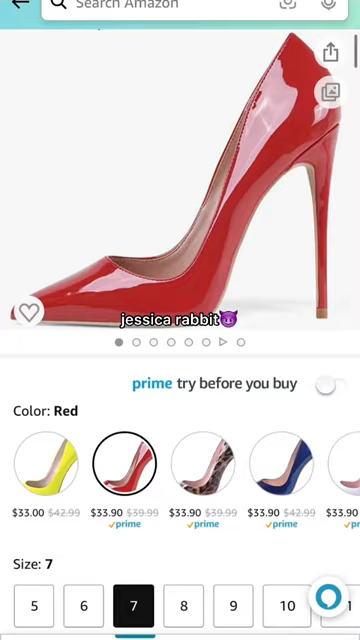 Search Amazon
jessica rabbit😈
prime try before you buy
Color: Red
$33.00 $42.99
$33.90 $39.99
prime
$33.90 $39.99
prime
$33.90 $42.99
prime
$33.90
Size: 7
5 6 7 8 9 10